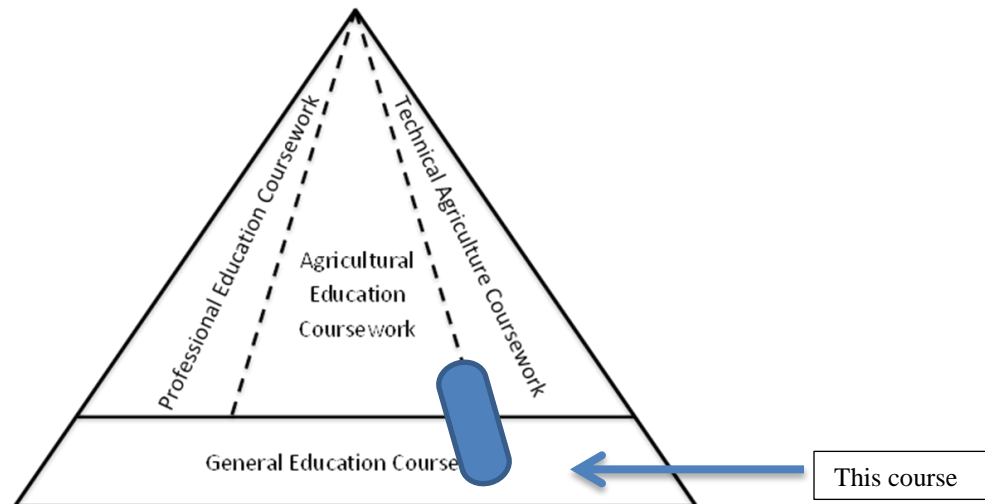 Professional Education Coursework
Technical Agriculture Coursework
Agricultural
Education
Coursework
General Education Course
This course